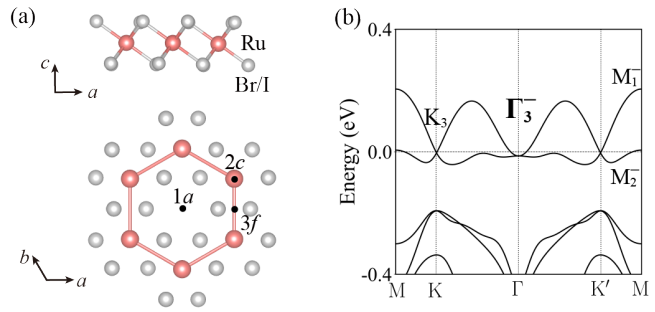 (a)
Ru
Br/I
c
a
1a
2c
3f
b
a
(b)
Energy (eV)
0.4
0.0
-0.4
K₃
Γ₃⁻
M₁⁻
M₂⁻
M K Γ K′ M